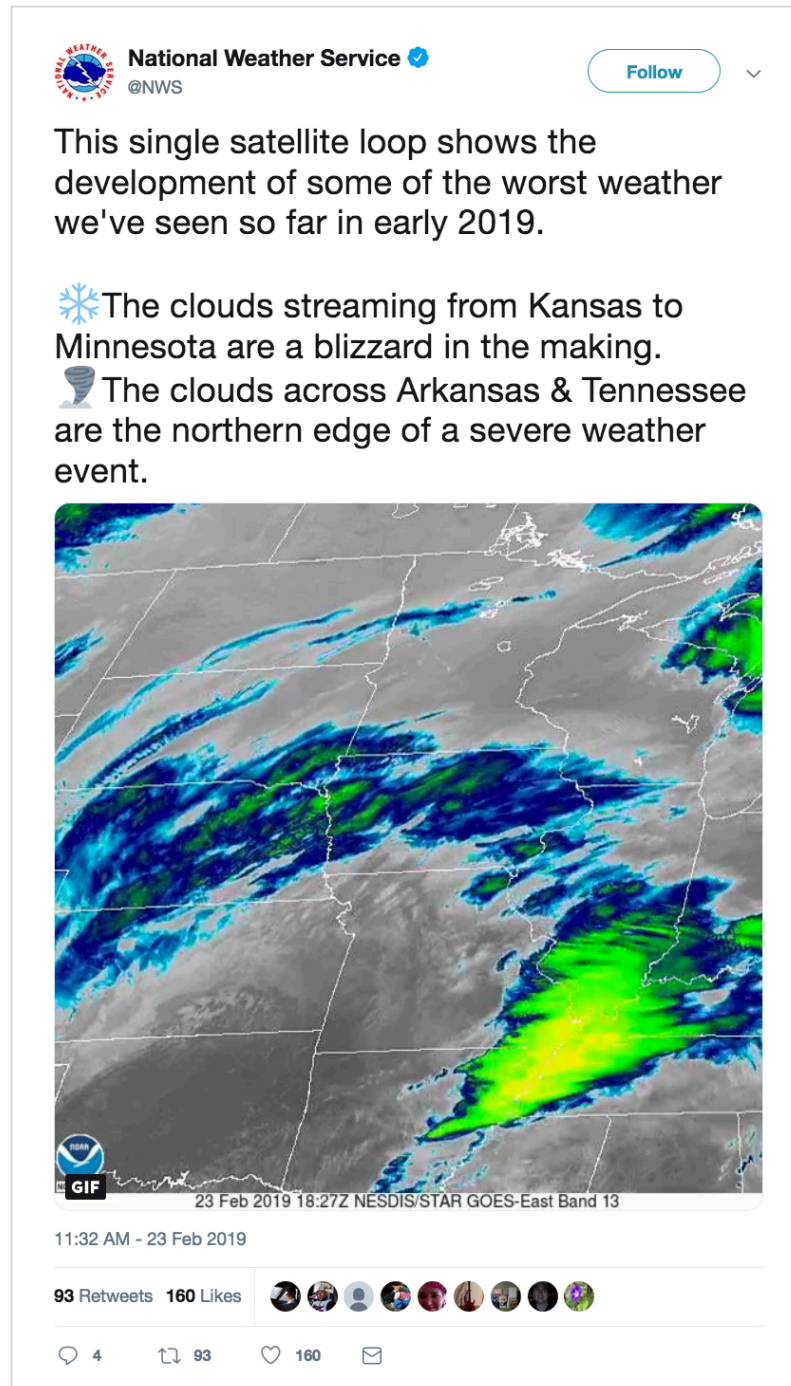 National Weather Service
@NWS
Follow
This single satellite loop shows the
development of some of the worst weather
we've seen so far in early 2019.
❄The clouds streaming from Kansas to
Minnesota are a blizzard in the making.
🌪The clouds across Arkansas & Tennessee
are the northern edge of a severe weather
event.
NOAA
GIF
23 Feb 2019 18:27Z NESDIS/STAR GOES-East Band 13
11:32 AM - 23 Feb 2019
93 Retweets 160 Likes
4 93 160